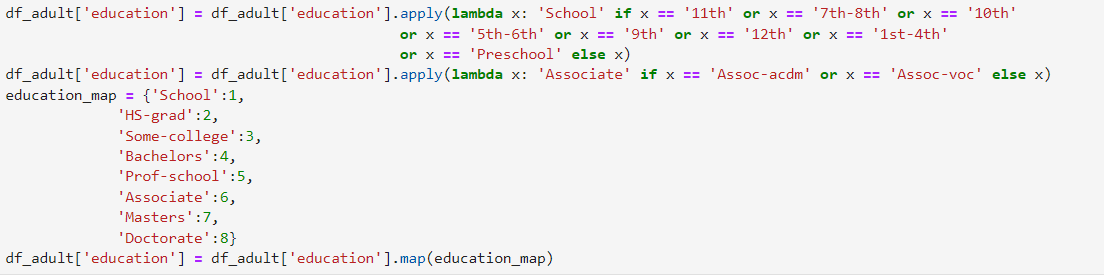 df_adult['education'] = df_adult['education'].apply(lambda x: 'School' if x == '11th' or x == '7th-8th' or x == '10th'
                                              or x == '5th-6th' or x == '9th' or x == '12th' or x == '1st-4th'
                                              or x == 'Preschool' else x)
df_adult['education'] = df_adult['education'].apply(lambda x: 'Associate' if x == 'Assoc-acdm' or x == 'Assoc-voc' else x)
education_map = {'School':1,
             'HS-grad':2,
             'Some-college':3,
             'Bachelors':4,
             'Prof-school':5,
             'Associate':6,
             'Masters':7,
             'Doctorate':8}
df_adult['education'] = df_adult['education'].map(education_map)